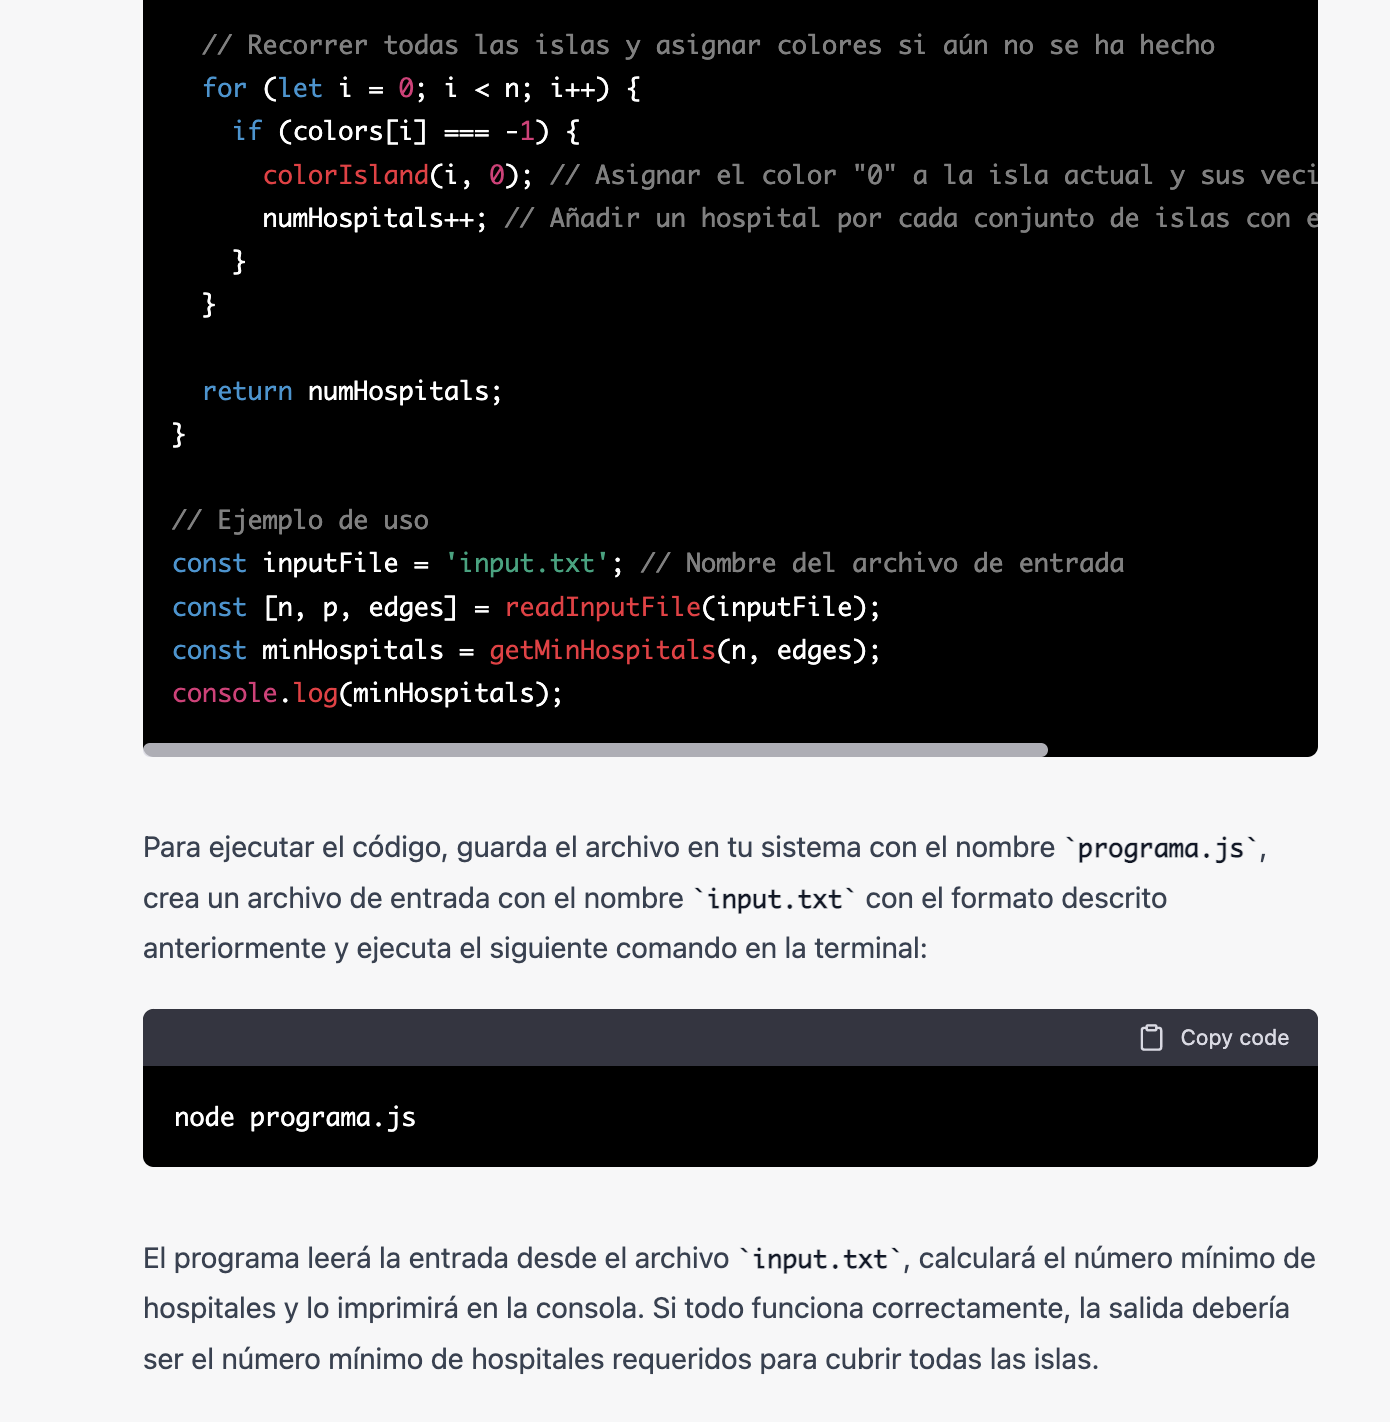 // Recorrer todas las islas y asignar colores si aún no se ha hecho
for (let i = 0; i < n; i++) {
if (colors[i] === -1) {
colorIsland(i, 0); // Asignar el color "0" a la isla actual y sus veci
numHospitals++; // Añadir un hospital por cada conjunto de islas con e
}
}
return numHospitals;
}
// Ejemplo de uso
const inputFile = 'input.txt'; // Nombre del archivo de entrada
const [n, p, edges] = readInputFile(inputFile);
const minHospitals = getMinHospitals(n, edges);
console.log(minHospitals);
Para ejecutar el código, guarda el archivo en tu sistema con el nombre `programa.js`,
crea un archivo de entrada con el nombre `input.txt` con el formato descrito
anteriormente y ejecuta el siguiente comando en la terminal:
Copy code
node programa.js
El programa leerá la entrada desde el archivo `input.txt`, calculará el número mínimo de
hospitales y lo imprimirá en la consola. Si todo funciona correctamente, la salida debería
ser el número mínimo de hospitales requeridos para cubrir todas las islas.